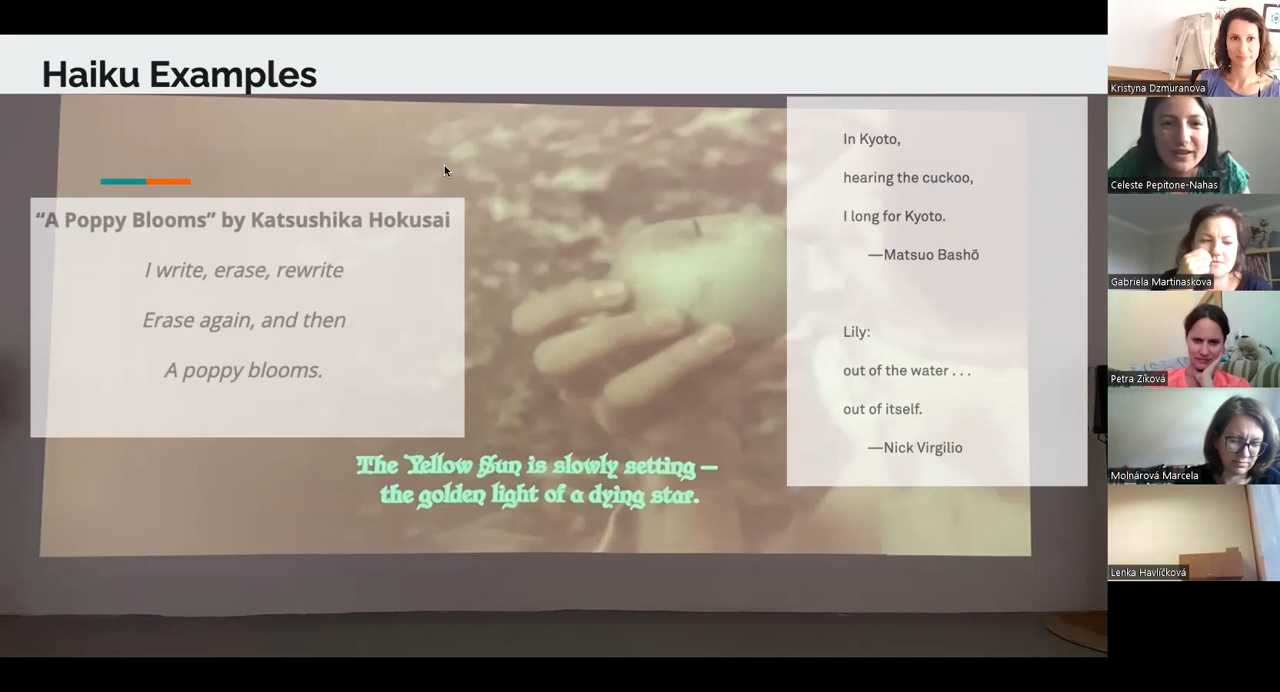 Haiku Examples
“A Poppy Blooms” by Katsushika Hokusai
I write, erase, rewrite
Erase again, and then
A poppy blooms.
In Kyoto,
hearing the cuckoo,
I long for Kyoto.
—Matsuo Bashō
Lily:
out of the water . . .
out of itself.
—Nick Virgilio
The Yellow Sun is slowly setting —
the golden light of a dying star.
Kristyna Dzmuranova
Celeste Pepitone-Nahas
Gabriela Martinaskova
Petra Zíková
Molnárová Marcela
Lenka Havlíčková